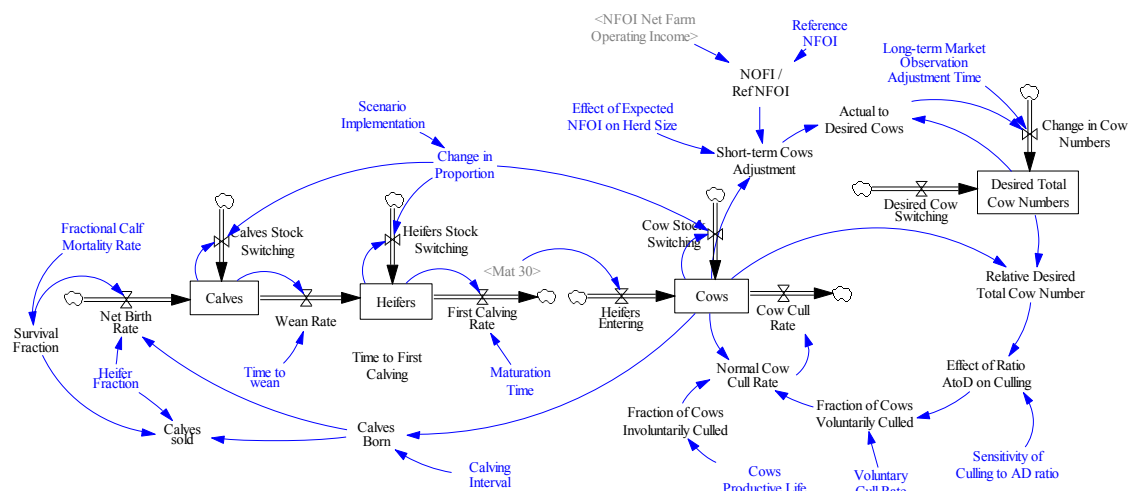 <NFOI Net Farm
Operating Income>
Reference
NFOI
Long-term Market
Observation
Adjustment Time
NOFI /
Ref NFOI
Scenario
Implementation
Effect of Expected
NFOI on Herd Size
Actual to
Desired Cows
Change in Cow
Numbers
Change in
Proportion
Short-term Cows
Adjustment
Desired Total
Cow Numbers
Desired Cow
Switching
Fractional Calf
Mortality Rate
Calves Stock
Switching
Heifers Stock
Switching
Cow Stock
Switching
<Mat 30>
Relative Desired
Total Cow Number
Calves
Heifers
Cows
Net Birth
Rate
Wean Rate
First Calving
Rate
Heifers
Entering
Cow Cull
Rate
Survival
Fraction
Time to First
Calving
Heifer
Fraction
Time to
wean
Maturation
Time
Normal Cow
Cull Rate
Effect of Ratio
AtoD on Culling
Calves
sold
Calves
Born
Fraction of Cows
Involuntarily Culled
Fraction of Cows
Voluntarily Culled
Calving
Interval
Cows
Productive Life
Voluntary
Cull Rate
Sensitivity of
Culling to AD ratio